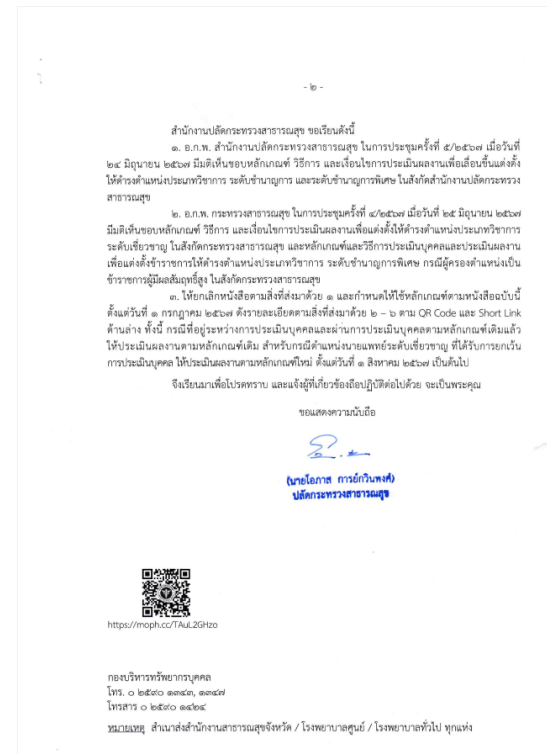 - ๒ -
สำนักงานปลัดกระทรวงสาธารณสุข ขอเรียนดังนี้
๑. อ.ก.พ. สำนักงานปลัดกระทรวงสาธารณสุข ในการประชุมครั้งที่ ๕/๒๕๖๗ เมื่อวันที่
๒๔ มิถุนายน ๒๕๖๗ มีมติเห็นชอบหลักเกณฑ์ วิธีการ และเงื่อนไขการประเมินผลงานเพื่อเลื่อนขึ้นแต่งตั้ง
ให้ดำรงตำแหน่งประเภทวิชาการ ระดับชำนาญการ และระดับชำนาญการพิเศษ ในสังกัดสำนักงานปลัดกระทรวง
สาธารณสุข
๒. อ.ก.พ. กระทรวงสาธารณสุข ในการประชุมครั้งที่ ๔/๒๕๖๗ เมื่อวันที่ ๒๕ มิถุนายน ๒๕๖๗
มีมติเห็นชอบหลักเกณฑ์ วิธีการ และเงื่อนไขการประเมินผลงานเพื่อแต่งตั้งให้ดำรงตำแหน่งประเภทวิชาการ
ระดับเชี่ยวชาญ ในสังกัดกระทรวงสาธารณสุข และหลักเกณฑ์และวิธีการประเมินบุคคลและประเมินผลงาน
เพื่อแต่งตั้งข้าราชการให้ดำรงตำแหน่งประเภทวิชาการ ระดับชำนาญการพิเศษ กรณีผู้ครองตำแหน่งเป็น
ข้าราชการผู้มีผลสัมฤทธิ์สูง ในสังกัดกระทรวงสาธารณสุข
๓. ให้ยกเลิกหนังสือตามสิ่งที่ส่งมาด้วย ๑ และกำหนดให้ใช้หลักเกณฑ์ตามหนังสือฉบับนี้
ตั้งแต่วันที่ ๑ กรกฎาคม ๒๕๖๗ ดังรายละเอียดตามสิ่งที่ส่งมาด้วย ๒ – ๖ ตาม QR Code และ Short Link
ด้านล่าง ทั้งนี้ กรณีที่อยู่ระหว่างการประเมินบุคคลและผ่านการประเมินบุคคลตามหลักเกณฑ์เดิมแล้ว
ให้ประเมินผลงานตามหลักเกณฑ์เดิม สำหรับกรณีตำแหน่งนายแพทย์ระดับเชี่ยวชาญ ที่ได้รับการยกเว้น
การประเมินบุคคล ให้ประเมินผลงานตามหลักเกณฑ์ใหม่ ตั้งแต่วันที่ ๑ สิงหาคม ๒๕๖๗ เป็นต้นไป
จึงเรียนมาเพื่อโปรดทราบ และแจ้งผู้ที่เกี่ยวข้องถือปฏิบัติต่อไปด้วย จะเป็นพระคุณ
ขอแสดงความนับถือ
(นายโอภาส การย์กวินพงศ์)
ปลัดกระทรวงสาธารณสุข
https://moph.cc/TAuL2GHzo
กองบริหารทรัพยากรบุคคล
โทร. ๐ ๒๕๙๐ ๑๓๔๓, ๑๓๔๗
โทรสาร ๐ ๒๕๙๐ ๑๔๒๔
หมายเหตุ สำเนาส่งสำนักงานสาธารณสุขจังหวัด / โรงพยาบาลศูนย์ / โรงพยาบาลทั่วไป ทุกแห่ง